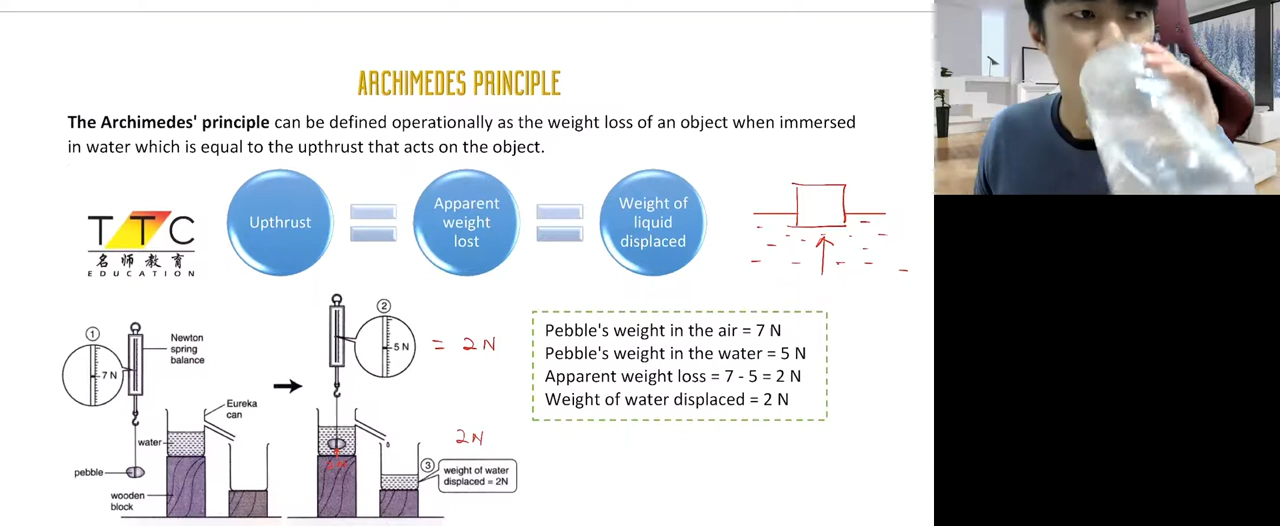 ARCHIMEDES PRINCIPLE
The Archimedes' principle can be defined operationally as the weight loss of an object when immersed
in water which is equal to the upthrust that acts on the object.
Upthrust
Apparent
weight
lost
Weight of
liquid
displaced
TTC
名师教育
EDUCATION
1
7 N
Newton
spring
balance
Eureka
can
water
pebble
wooden
block
2
5 N
= 2N
2N
3
weight of water
displaced = 2N
Pebble's weight in the air = 7 N
Pebble's weight in the water = 5 N
Apparent weight loss = 7 - 5 = 2 N
Weight of water displaced = 2 N